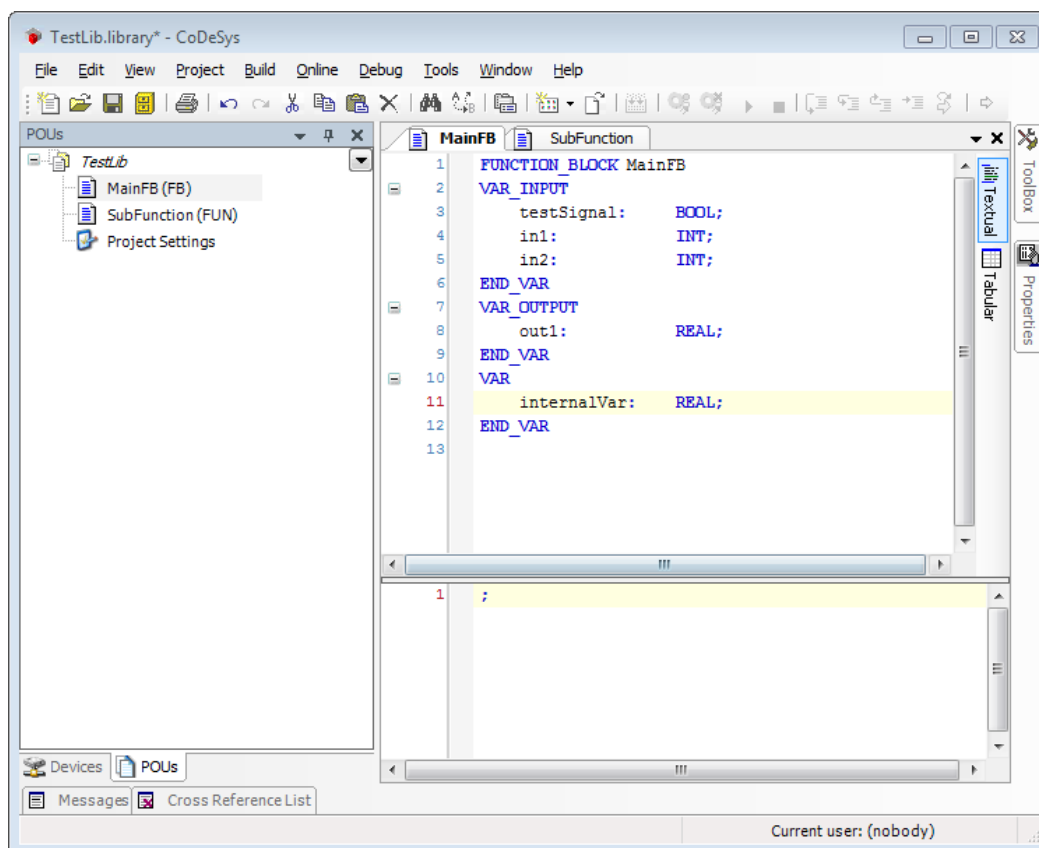 TestLib.library* - CoDeSys
File Edit View Project Build Online Debug Tools Window Help
POUs
TestLib
MainFB (FB)
SubFunction (FUN)
Project Settings
MainFB SubFunction
1 FUNCTION_BLOCK MainFB
2 VAR_INPUT
3 testSignal: BOOL;
4 in1: INT;
5 in2: INT;
6 END_VAR
7 VAR_OUTPUT
8 out1: REAL;
9 END_VAR
10 VAR
11 internalVar: REAL;
12 END_VAR
13
1 ;
Textual
Tabular
ToolBox
Properties
Devices POUs
Messages Cross Reference List
Current user: (nobody)